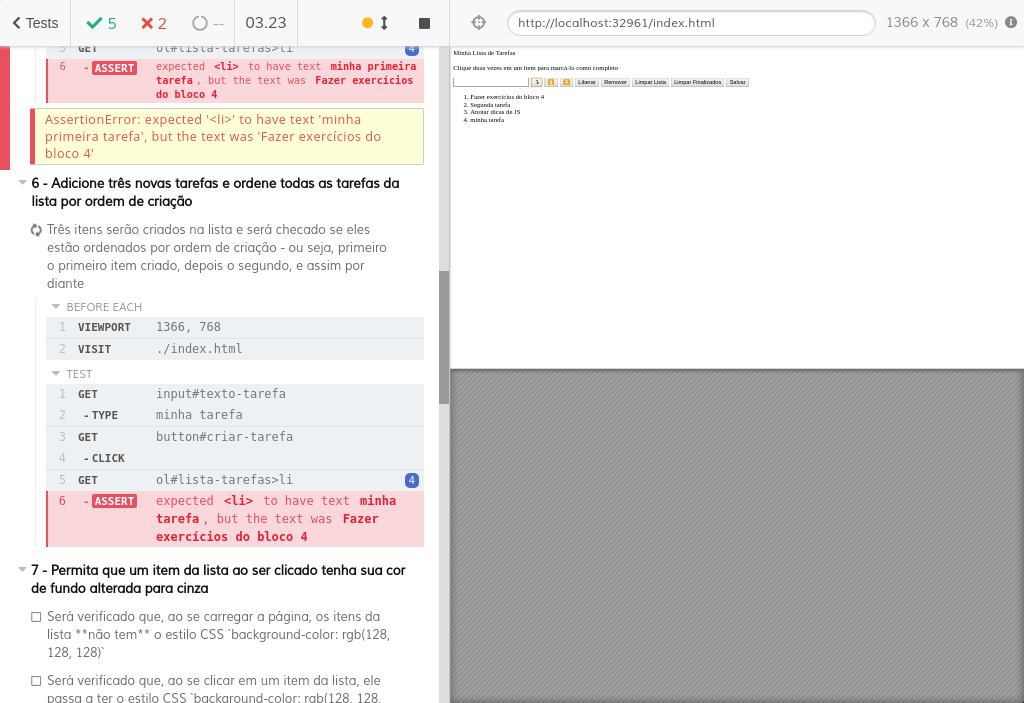 Tests 5 2 -- 03.23
http://localhost:32961/index.html 1366 x 768 (42%)
5 GET ol#lista-tarefas>li 4
6 -ASSERT expected <li> to have text minha primeira
tarefa, but the text was Fazer exercícios
do bloco 4
AssertionError: expected '<li>' to have text 'minha
primeira tarefa', but the text was 'Fazer exercícios do
bloco 4'
6 - Adicione três novas tarefas e ordene todas as tarefas da
lista por ordem de criação
Três itens serão criados na lista e será checado se eles
estão ordenados por ordem de criação - ou seja, primeiro
o primeiro item criado, depois o segundo, e assim por
diante
BEFORE EACH
1 VIEWPORT 1366, 768
2 VISIT ./index.html
TEST
1 GET input#texto-tarefa
2 -TYPE minha tarefa
3 GET button#criar-tarefa
4 -CLICK
5 GET ol#lista-tarefas>li 4
6 -ASSERT expected <li> to have text minha
tarefa, but the text was Fazer
exercícios do bloco 4
7 - Permita que um item da lista ao ser clicado tenha sua cor
de fundo alterada para cinza
Será verificado que, ao se carregar a página, os itens da
lista **não tem** o estilo CSS `background-color: rgb(128,
128, 128)`
Será verificado que, ao se clicar em um item da lista, ele
passa a ter o estilo CSS `background-color: rgb(128, 128,
Minha Lista de Tarefas
Clique duas vezes em um item para marcá-lo como completo
Liberar Remover Limpar Lista Limpar Finalizados Salvar
1. Fazer exercícios do bloco 4
2. Segunda tarefa
3. Anotar dicas de JS
4. minha tarefa